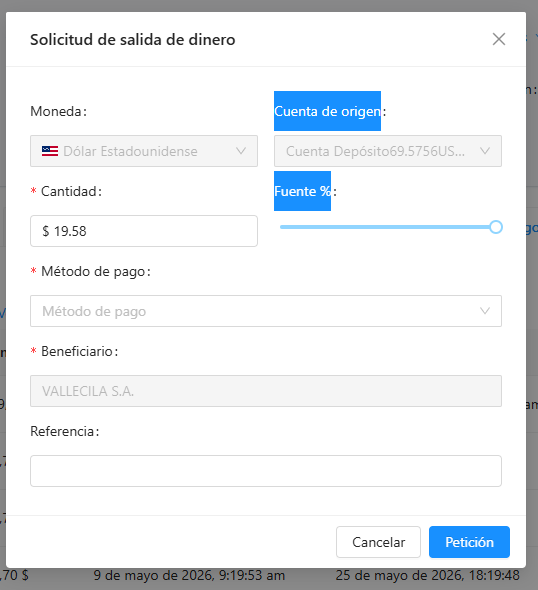 Solicitud de salida de dinero
Moneda:
Cuenta de origen:
Dólar Estadounidense
Cuenta Depósito69.5756US...
* Cantidad:
Fuente %:
$ 19.58
* Método de pago:
Método de pago
* Beneficiario:
VALLECILA S.A.
Referencia:
Cancelar
Petición
,70 $
9 de mayo de 2026, 9:19:53 am
25 de mayo de 2026, 18:19:48